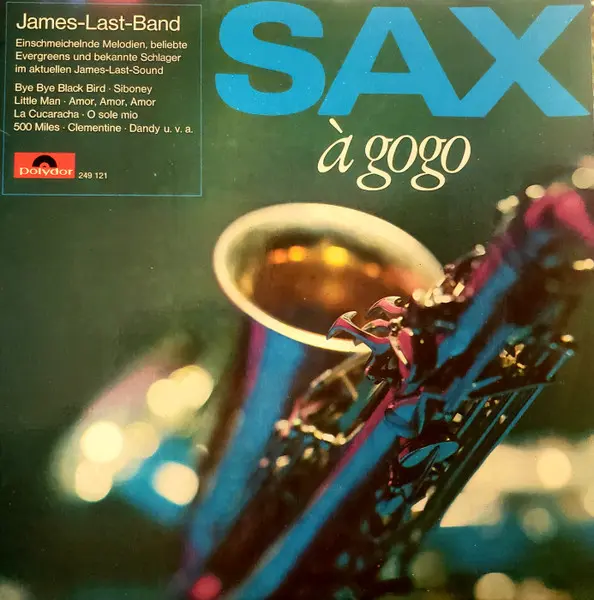 James-Last-Band
Einschmeichelnde Melodien, beliebte
Evergreens und bekannte Schlager
im aktuellen James-Last-Sound
Bye Bye Black Bird · Siboney
Little Man · Amor, Amor, Amor
La Cucaracha · O sole mio
500 Miles · Clementine · Dandy u. v. a.
Polydor
249 121
SAX
à gogo